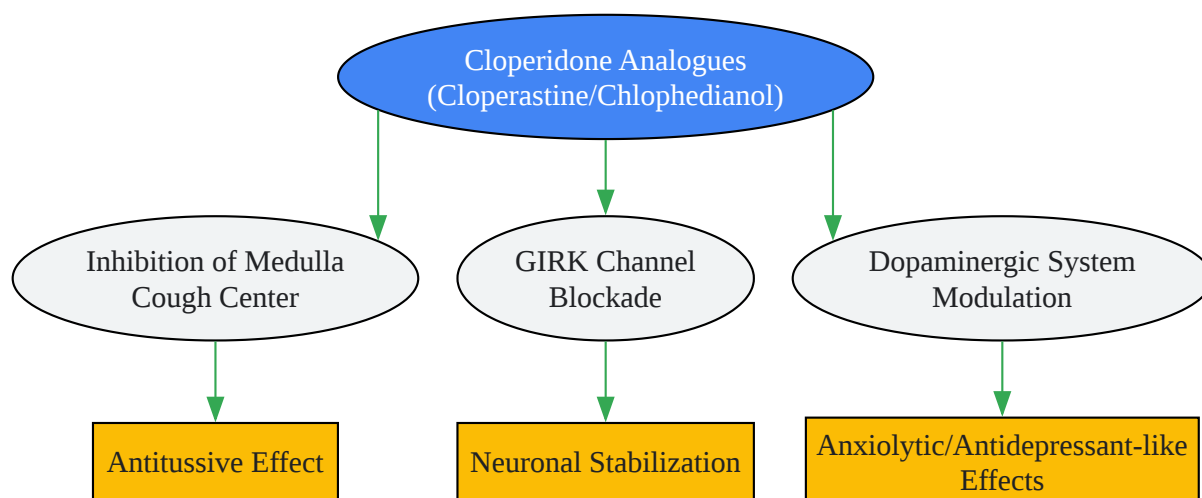 Cloperidone Analogues
(Cloperastine/Chlophedianol)
Inhibition of Medulla
Cough Center
GIRK Channel
Blockade
Dopaminergic System
Modulation
Antitussive Effect
Neuronal Stabilization
Anxiolytic/Antidepressant-like
Effects